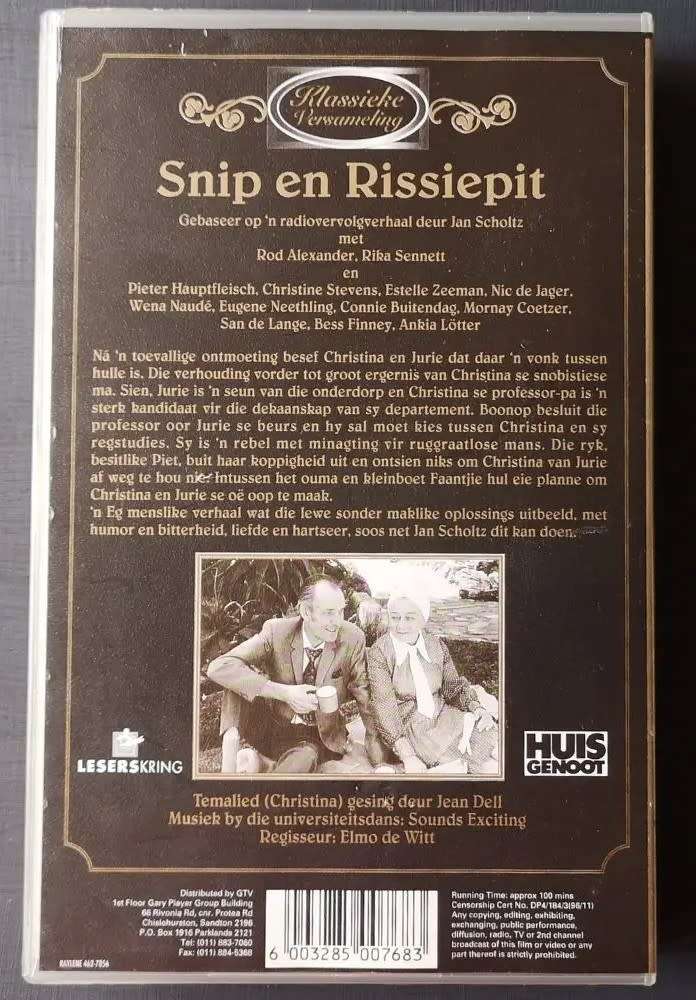 Klassieke
Versameling
Snip en Rissiepit
Gebaseer op 'n radiovervolgverhaal deur Jan Scholtz
met
Rod Alexander, Rika Sennett
en
Pieter Hauptfleisch, Christine Stevens, Estelle Zeeman, Nic de Jager,
Wena Naudé, Eugene Neethling, Connie Buitendag, Mornay Coetzer,
San de Lange, Bess Finney, Ankia Lötter
Ná 'n toevallige ontmoeting besef Christina en Jurie dat daar 'n vonk tussen
hulle is. Die verhouding vorder tot groot ergernis van Christina se snobistiese
ma. Sien, Jurie is 'n seun van die onderdorp en Christina se professor-pa is 'n
sterk kandidaat vir die dekaanskap van sy departement. Boonop besluit die
professor oor Jurie se beurs en hy sal moet kies tussen Christina en sy
regstudies. Sy is 'n rebel met minagting vir ruggraatlose mans. Die ryk,
besitlike Piet, buit haar koppigheid uit en ontsien niks om Christina van Jurie
af weg te hou nie. Intussen het ouma en kleinboet Faantjie hul eie planne om
Christina en Jurie se oë oop te maak.
'n Eg menslike verhaal wat die lewe sonder maklike oplossings uitbeeld, met
humor en bitterheid, liefde en hartseer, soos net Jan Scholtz dit kan doen.
LESERSKRING
HUIS
GENOOT
Temalied (Christina) gesing deur Jean Dell
Musiek by die universiteitsdans: Sounds Exciting
Regisseur: Elmo de Witt
Distributed by GTV
1st Floor Gary Player Group Building
66 Rivonia Rd, cnr. Protea Rd
Chislehurston, Sandton 2196
P.O. Box 1916 Parklands 2121
Tel: (011) 883-7060
Fax: (011) 884-6368
RAYLENE 462-7056
6 003285 007683
Running Time: approx 100 mins
Censorship Cert No. DP4/184/3(96/11)
Any copying, editing, exhibiting,
exchanging, public performance,
diffusion, radio, TV or 2nd channel
broadcast of this film or video or any
part thereof is strictly prohibited.